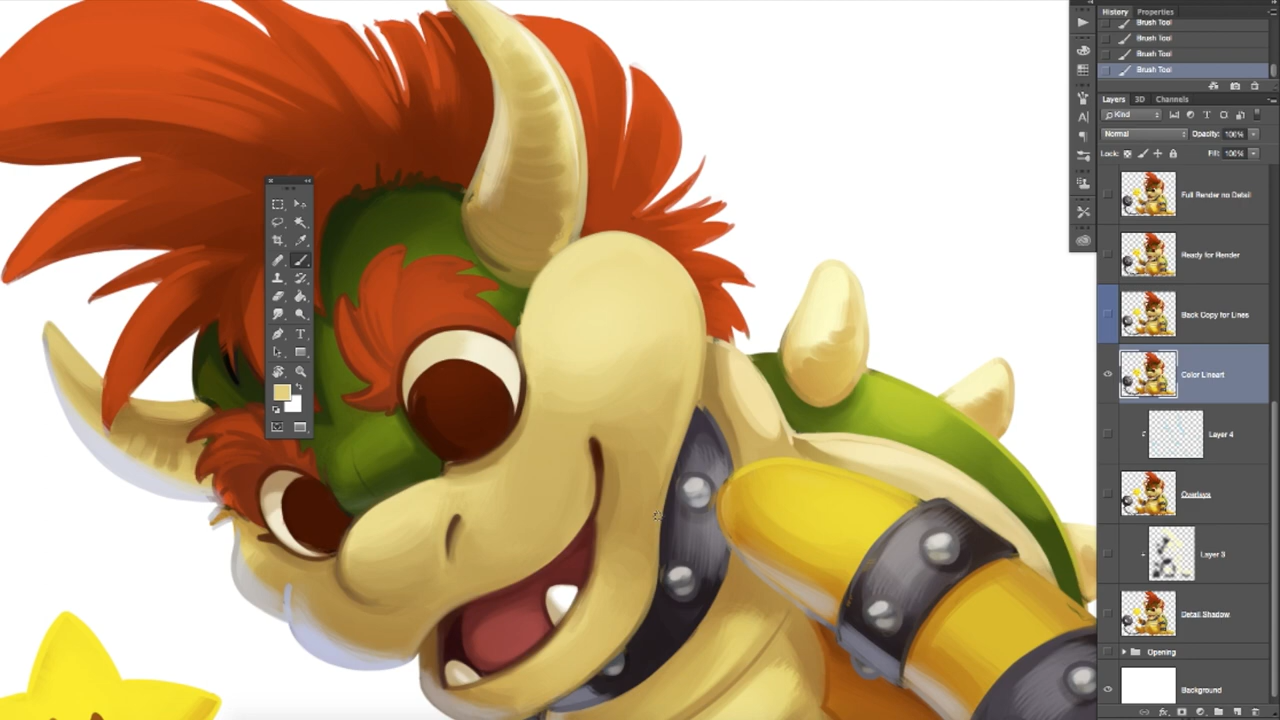 History Properties
Brush Tool
Brush Tool
Brush Tool
Brush Tool
Layers 3D Channels
Kind
Normal Opacity: 100%
Lock: Fill: 100%
Full Render no Detail
Ready for Render
Back Copy for Lines
Color Lineart
Layer 4
Overlays
Layer 3
Detail Shadow
Opening
Background